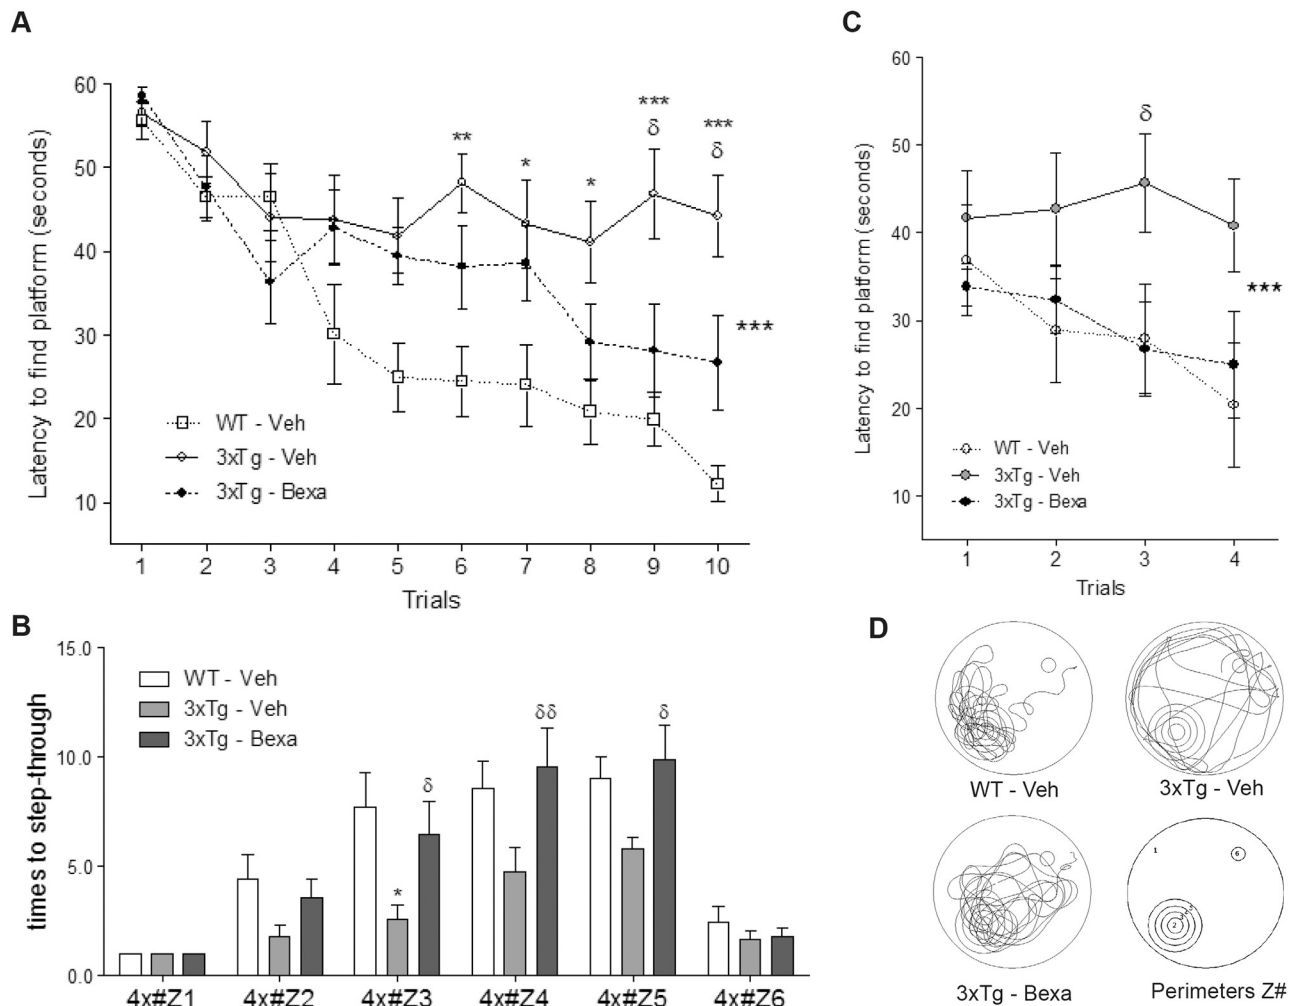 A
Latency to find platform (seconds)
60
50
40
30
20
10
** * * *** δ *** δ
***
WT - Veh
3xTg - Veh
3xTg - Bexa
1 2 3 4 5 6 7 8 9 10
Trials
C
Latency to find platform (seconds)
60
50
40
30
20
10
δ
***
WT - Veh
3xTg - Veh
3xTg - Bexa
1 2 3 4
Trials
B
times to step-through
15.0
10.0
5.0
0.0
WT - Veh
3xTg - Veh
3xTg - Bexa
* δ δδ δ
4x#Z1 4x#Z2 4x#Z3 4x#Z4 4x#Z5 4x#Z6
D
WT - Veh
3xTg - Veh
3xTg - Bexa
1
6
2
Perimeters Z#